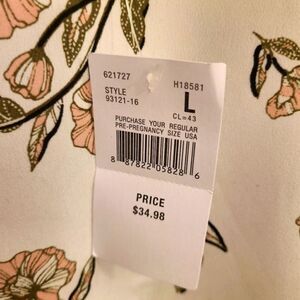 621727 H18581
STYLE L
93121-16 CL=43
PURCHASE YOUR REGULAR
PRE-PREGNANCY SIZE USA
8 87822 05828 6
PRICE
$34.98